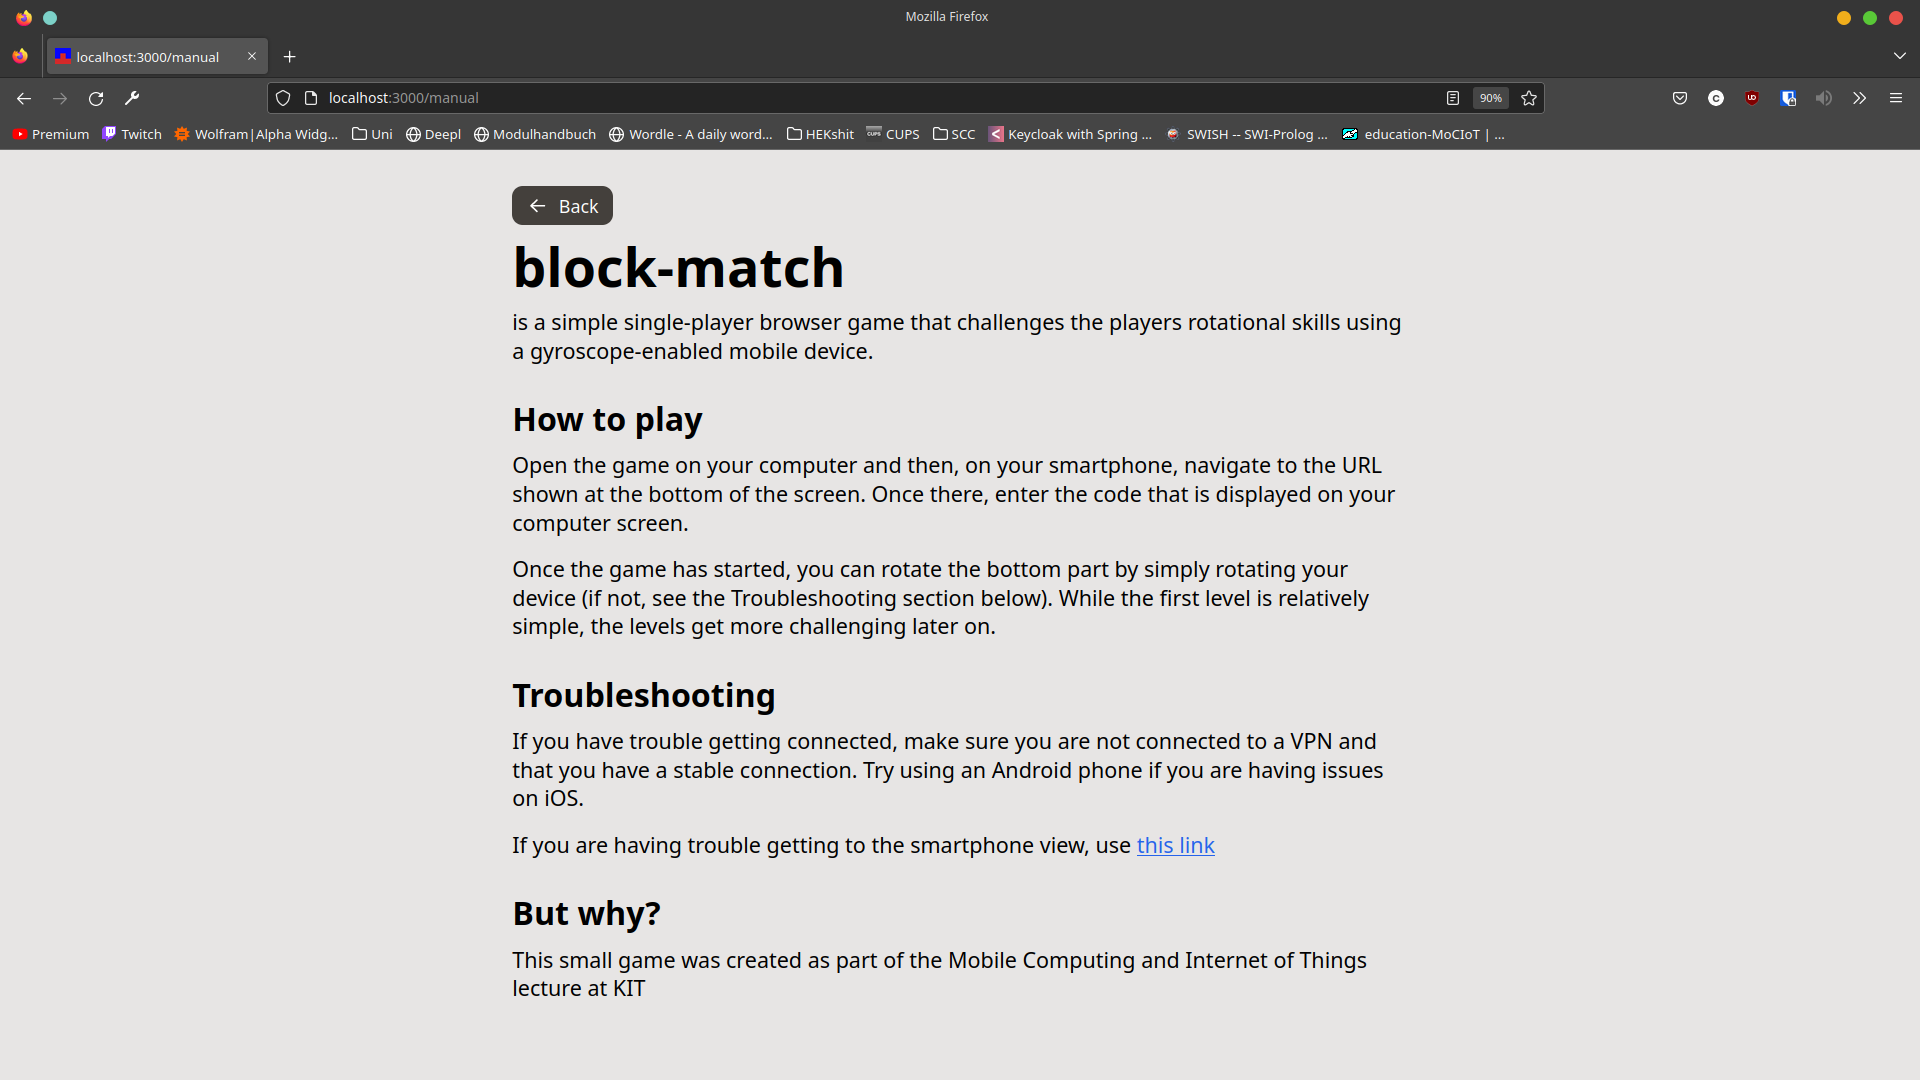 Mozilla Firefox
localhost:3000/manual
localhost:3000/manual
90%
Premium Twitch Wolfram|Alpha Widg... Uni Deepl Modulhandbuch Wordle - A daily word... HEKshit CUPS SCC Keycloak with Spring ... SWISH -- SWI-Prolog ... education-MoCIoT | ...
Back
block-match
is a simple single-player browser game that challenges the players rotational skills using
a gyroscope-enabled mobile device.
How to play
Open the game on your computer and then, on your smartphone, navigate to the URL
shown at the bottom of the screen. Once there, enter the code that is displayed on your
computer screen.
Once the game has started, you can rotate the bottom part by simply rotating your
device (if not, see the Troubleshooting section below). While the first level is relatively
simple, the levels get more challenging later on.
Troubleshooting
If you have trouble getting connected, make sure you are not connected to a VPN and
that you have a stable connection. Try using an Android phone if you are having issues
on iOS.
If you are having trouble getting to the smartphone view, use this link
But why?
This small game was created as part of the Mobile Computing and Internet of Things
lecture at KIT